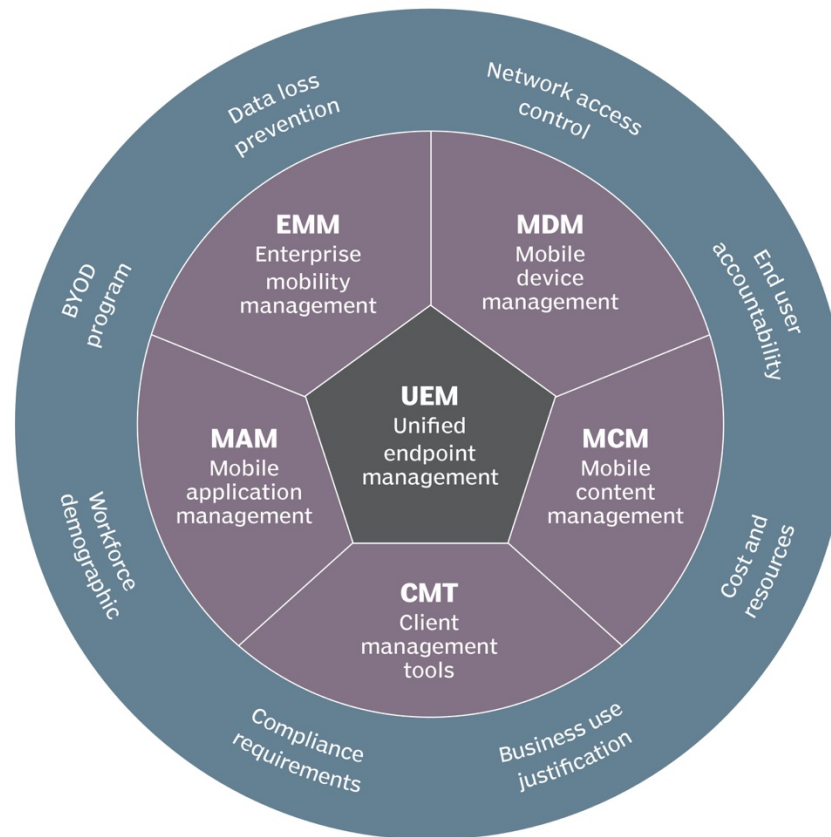 Data loss
prevention
Network access
control
End user
accountability
Cost and
resources
Business use
justification
Compliance
requirements
Workforce
demographic
BYOD
program
EMM
Enterprise
mobility
management
MDM
Mobile
device
management
MCM
Mobile
content
management
CMT
Client
management
tools
MAM
Mobile
application
management
UEM
Unified
endpoint
management